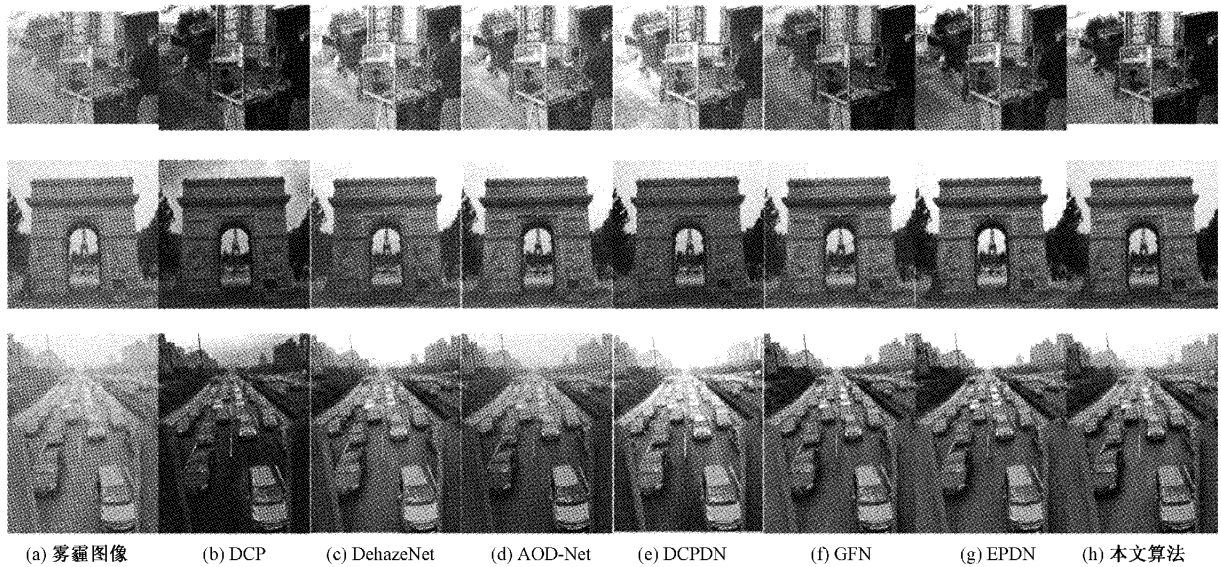 (a) 雾霾图像 (b) DCP (c) DehazeNet (d) AOD-Net (e) DCPDN (f) GFN (g) EPDN (h) 本文算法